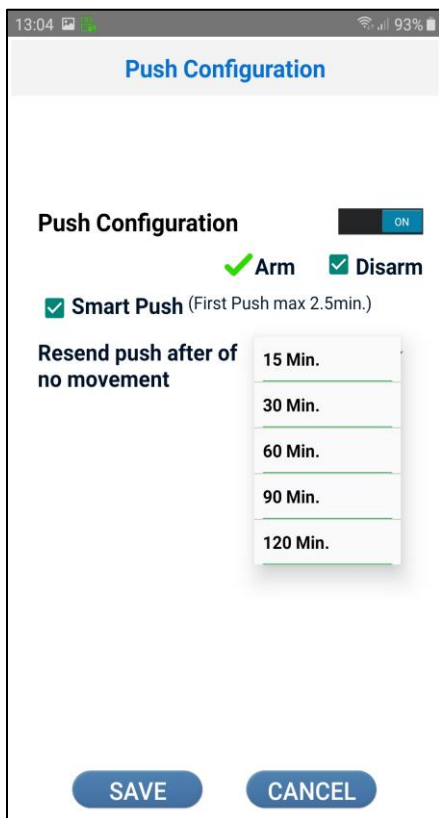 13:04 93%
Push Configuration
Push Configuration ON
Arm Disarm
Smart Push (First Push max 2.5min.)
Resend push after of
no movement
15 Min.
30 Min.
60 Min.
90 Min.
120 Min.
SAVE CANCEL